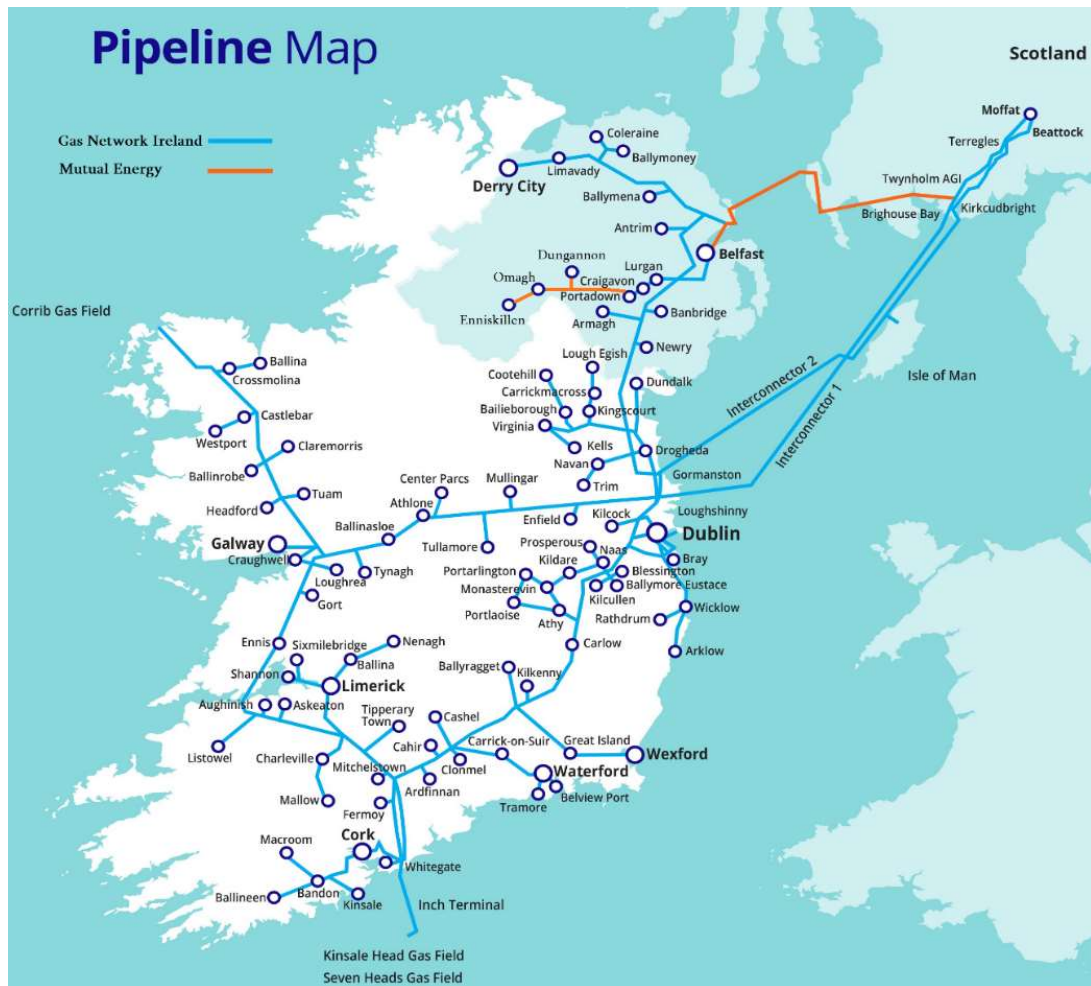 Pipeline Map
Scotland
Gas Network Ireland
Mutual Energy
Moffat
Beattock
Terregles
Twynholm AGI
Brighouse Bay
Kirkcudbright
Coleraine
Ballymoney
Limavady
Derry City
Ballymena
Antrim
Belfast
Dungannon
Lurgan
Omagh
Craigavon
Portadown
Enniskillen
Armagh
Banbridge
Newry
Corrib Gas Field
Ballina
Crossmolina
Lough Egish
Cootehill
Carrickmacross
Dundalk
Bailieborough
Kingscourt
Virginia
Interconnector 2
Isle of Man
Interconnector 1
Castlebar
Westport
Claremorris
Kells
Drogheda
Navan
Ballinrobe
Gormanston
Center Parcs
Mullingar
Trim
Tuam
Athlone
Headford
Loughshinny
Ballinasloe
Enfield
Kilcock
Dublin
Galway
Tullamore
Prosperous
Naas
Craughwell
Kildare
Bray
Loughrea
Tynagh
Portarlington
Blessington
Monasterevin
Ballymore Eustace
Gort
Kilcullen
Portlaoise
Athy
Rathdrum
Wicklow
Ennis
Sixmilebridge
Nenagh
Carlow
Arklow
Shannon
Ballina
Ballyragget
Kilkenny
Limerick
Aughinish
Askeaton
Tipperary
Town
Cashel
Listowel
Charleville
Cahir
Carrick-on-Suir
Great Island
Wexford
Mitchelstown
Clonmel
Waterford
Mallow
Ardfinnan
Tramore
Belview Port
Fermoy
Macroom
Cork
Whitegate
Ballineen
Bandon
Kinsale
Inch Terminal
Kinsale Head Gas Field
Seven Heads Gas Field